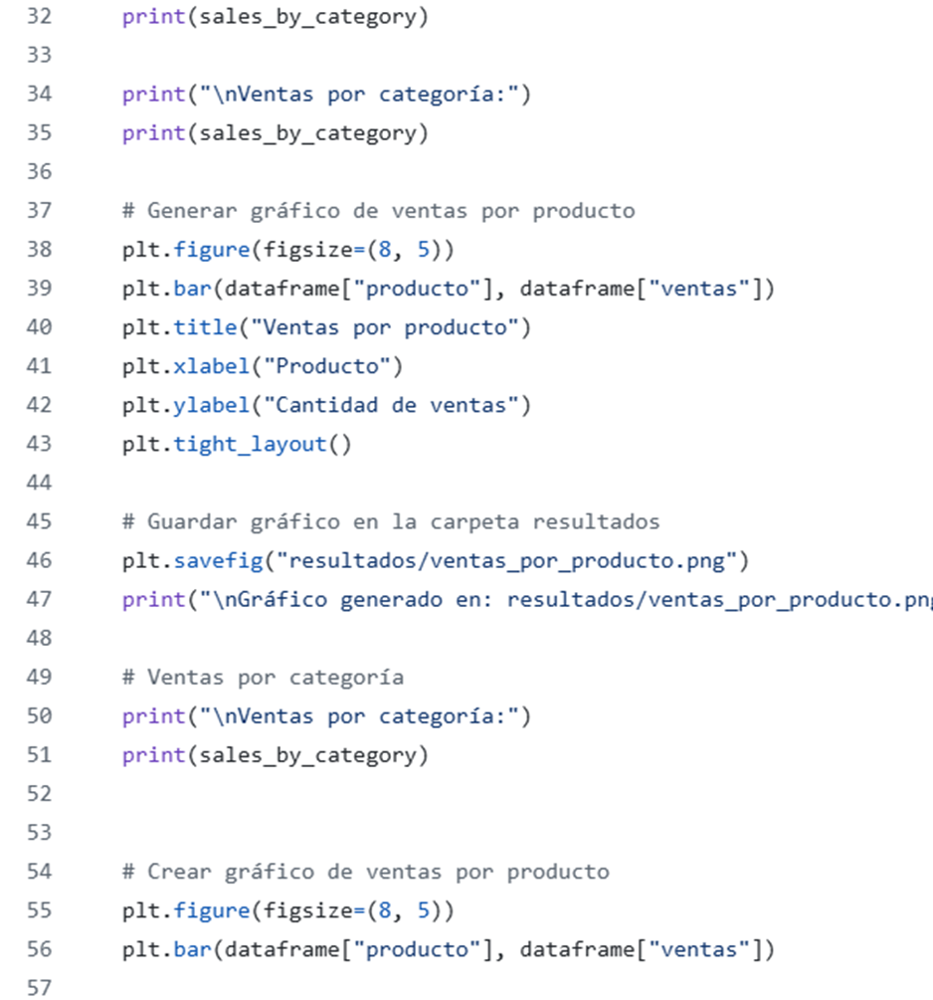 32 print(sales_by_category)
33
34 print("\nVentas por categoría:")
35 print(sales_by_category)
36
37 # Generar gráfico de ventas por producto
38 plt.figure(figsize=(8, 5))
39 plt.bar(dataframe["producto"], dataframe["ventas"])
40 plt.title("Ventas por producto")
41 plt.xlabel("Producto")
42 plt.ylabel("Cantidad de ventas")
43 plt.tight_layout()
44
45 # Guardar gráfico en la carpeta resultados
46 plt.savefig("resultados/ventas_por_producto.png")
47 print("\nGráfico generado en: resultados/ventas_por_producto.png
48
49 # Ventas por categoría
50 print("\nVentas por categoría:")
51 print(sales_by_category)
52
53
54 # Crear gráfico de ventas por producto
55 plt.figure(figsize=(8, 5))
56 plt.bar(dataframe["producto"], dataframe["ventas"])
57